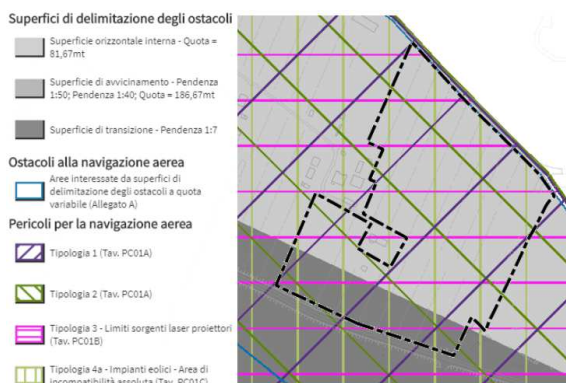 Superfici di delimitazione degli ostacoli
Superficie orizzontale interna - Quota =
81,67mt
Superficie di avvicinamento - Pendenza
1:50; Pendenza 1:40; Quota = 186,67mt
Superficie di transizione - Pendenza 1:7
Ostacoli alla navigazione aerea
Aree interessate da superfici di
delimitazione degli ostacoli a quota
variabile (Allegato A)
Pericoli per la navigazione aerea
Tipologia 1 (Tav. PC01A)
Tipologia 2 (Tav. PC01A)
Tipologia 3 - Limiti sorgenti laser proiettori
(Tav. PC01B)
Tipologia 4a - Impianti eolici - Area di
incompatibilità assoluta (Tav. PC01C)